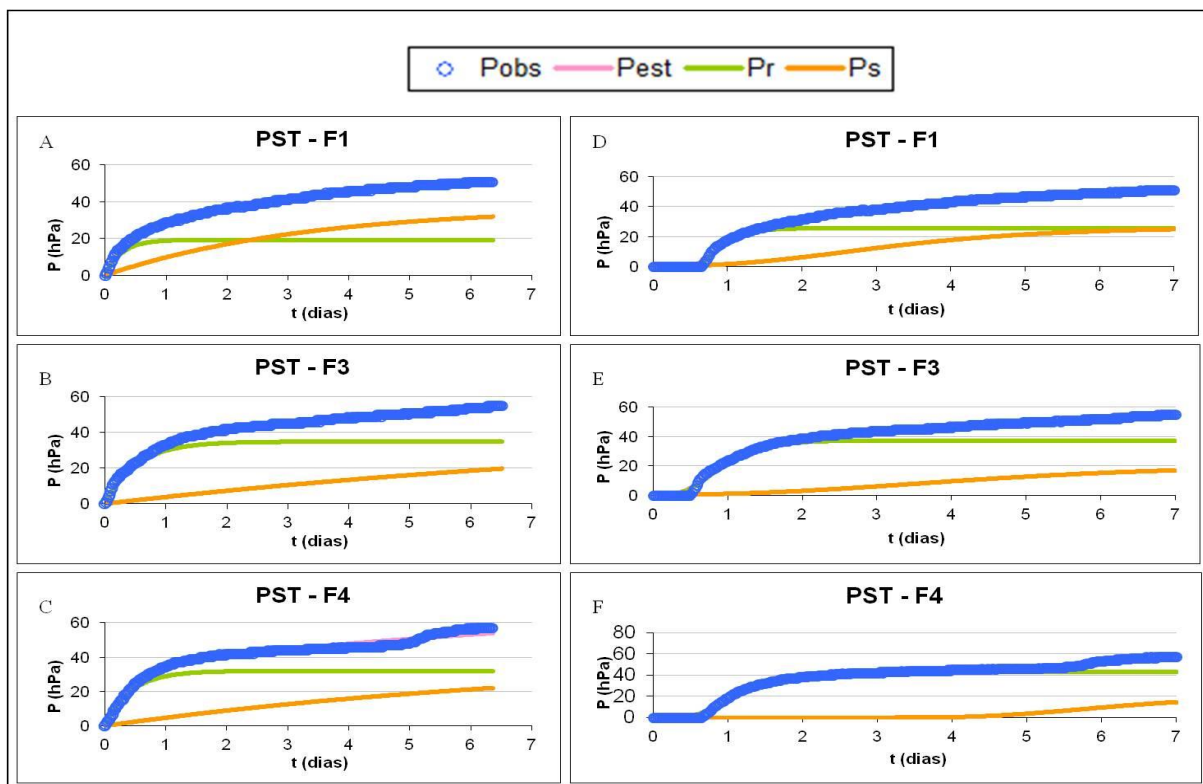 Pobs Pest Pr Ps
A
PST - F1
P (hPa)
60
40
20
0
0 1 2 3 4 5 6 7
t (dias)
D
PST - F1
P (hPa)
60
40
20
0
0 1 2 3 4 5 6 7
t (dias)
B
PST - F3
P (hPa)
60
40
20
0
0 1 2 3 4 5 6 7
t (dias)
E
PST - F3
P (hPa)
60
40
20
0
0 1 2 3 4 5 6 7
t (dias)
C
PST - F4
P (hPa)
60
40
20
0
0 1 2 3 4 5 6 7
t (dias)
F
PST - F4
P (hPa)
80
60
40
20
0
0 1 2 3 4 5 6 7
t (dias)